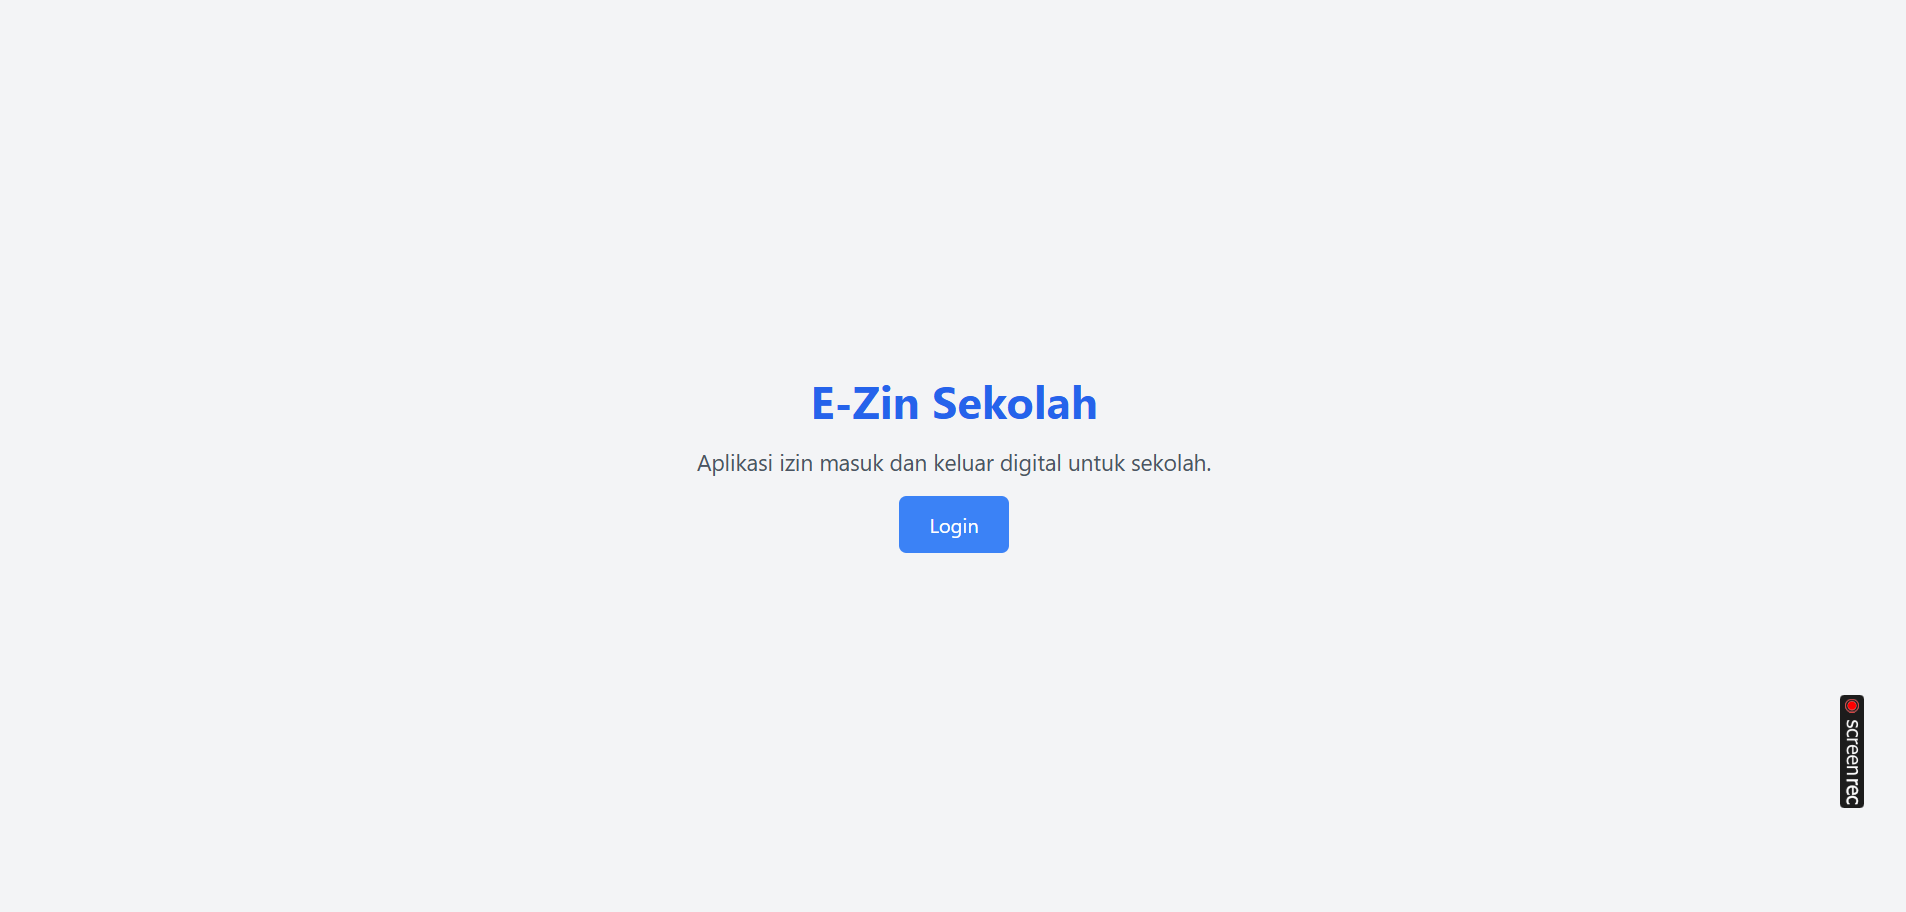 E-Zin Sekolah
Aplikasi izin masuk dan keluar digital untuk sekolah.
Login
screenrec